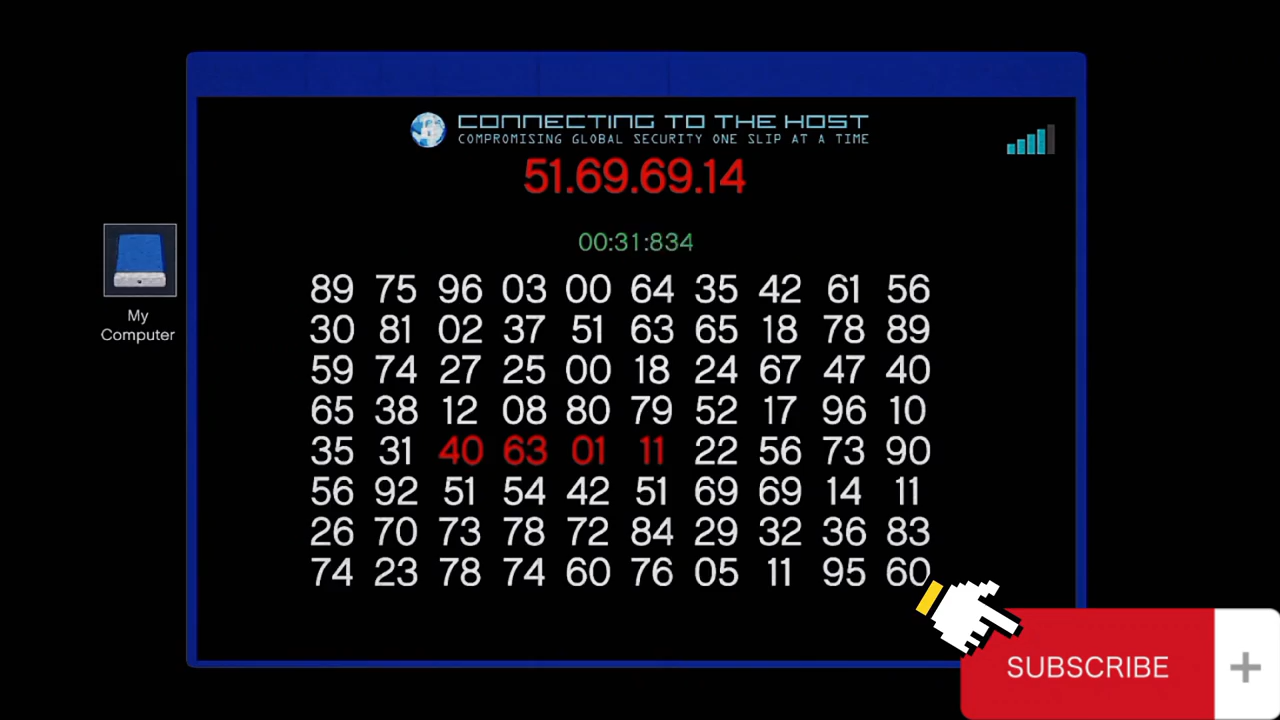 CONNECTING TO THE HOST
COMPROMISING GLOBAL SECURITY ONE SLIP AT A TIME
51.69.69.14
00:31:834
89 75 96 03 00 64 35 42 61 56
30 81 02 37 51 63 65 18 78 89
59 74 27 25 00 18 24 67 47 40
65 38 12 08 80 79 52 17 96 10
35 31 40 63 01 11 22 56 73 90
56 92 51 54 42 51 69 69 14 11
26 70 73 78 72 84 29 32 36 83
74 23 78 74 60 76 05 11 95 60
My
Computer
SUBSCRIBE +